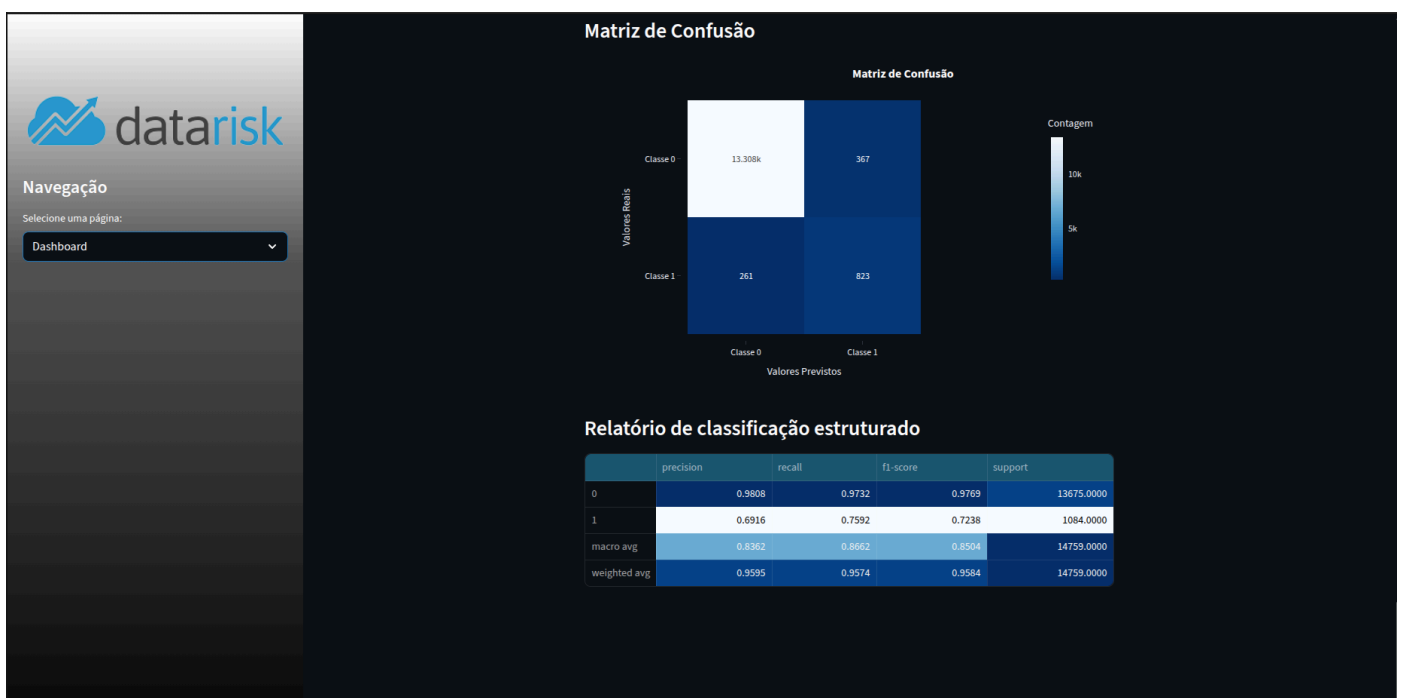 datarisk
Navegação
Selecione uma página:
Dashboard
Matriz de Confusão
Matriz de Confusão
Contagem
10k
5k
Valores Reais
Classe 0
13.308k
367
Classe 1
261
823
Classe 0
Classe 1
Valores Previstos
Relatório de classificação estruturado
precision recall f1-score support
0 0.9808 0.9732 0.9769 13675.0000
1 0.6916 0.7592 0.7238 1084.0000
macro avg 0.8362 0.8662 0.8504 14759.0000
weighted avg 0.9595 0.9574 0.9584 14759.0000